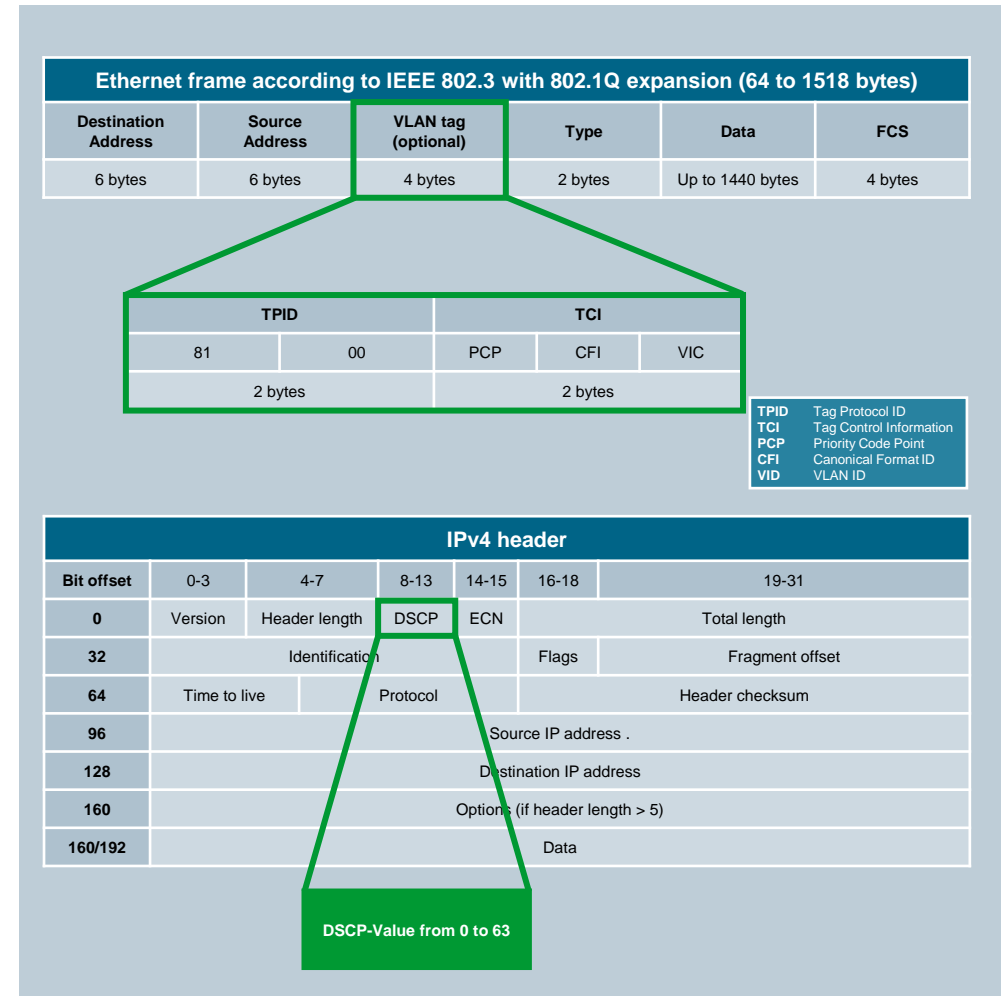 Ethernet frame according to IEEE 802.3 with 802.1Q expansion (64 to 1518 bytes)
Destination Address Source Address VLAN tag (optional) Type Data FCS
6 bytes 6 bytes 4 bytes 2 bytes Up to 1440 bytes 4 bytes
TPID TCI
81 00 PCP CFI VIC
2 bytes 2 bytes
TPID Tag Protocol ID
TCI Tag Control Information
PCP Priority Code Point
CFI Canonical Format ID
VID VLAN ID
IPv4 header
Bit offset 0-3 4-7 8-13 14-15 16-18 19-31
0 Version Header length DSCP ECN Total length
32 Identification Flags Fragment offset
64 Time to live Protocol Header checksum
96 Source IP address .
128 Destination IP address
160 Options (if header length > 5)
160/192 Data
DSCP-Value from 0 to 63